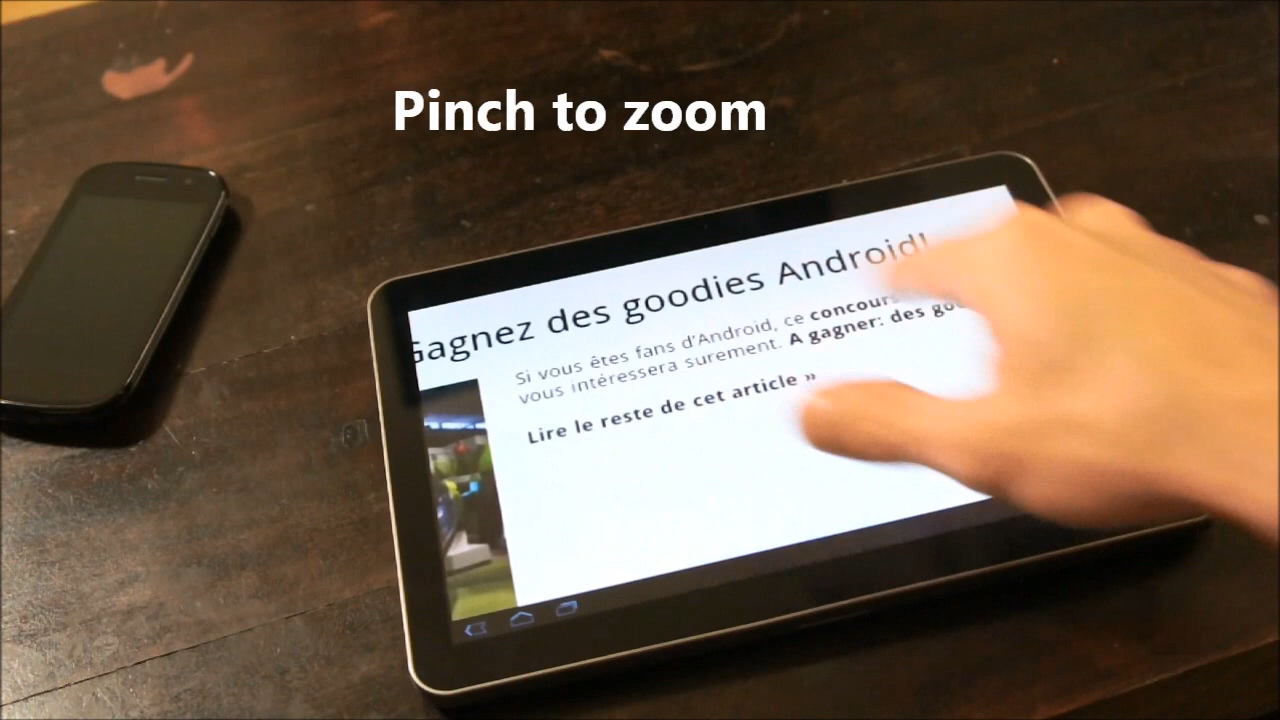 Pinch to zoom
Gagnez des goodies Android!
Si vous êtes fans d'Android, ce concours
vous intéressera surement. A gagner: des
Lire le reste de cet article »